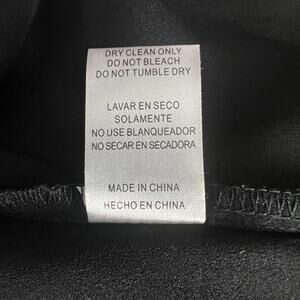 DRY CLEAN ONLY
DO NOT BLEACH
DO NOT TUMBLE DRY
LAVAR EN SECO
SOLAMENTE
NO USE BLANQUEADOR
NO SECAR EN SECADORA
MADE IN CHINA
HECHO EN CHINA